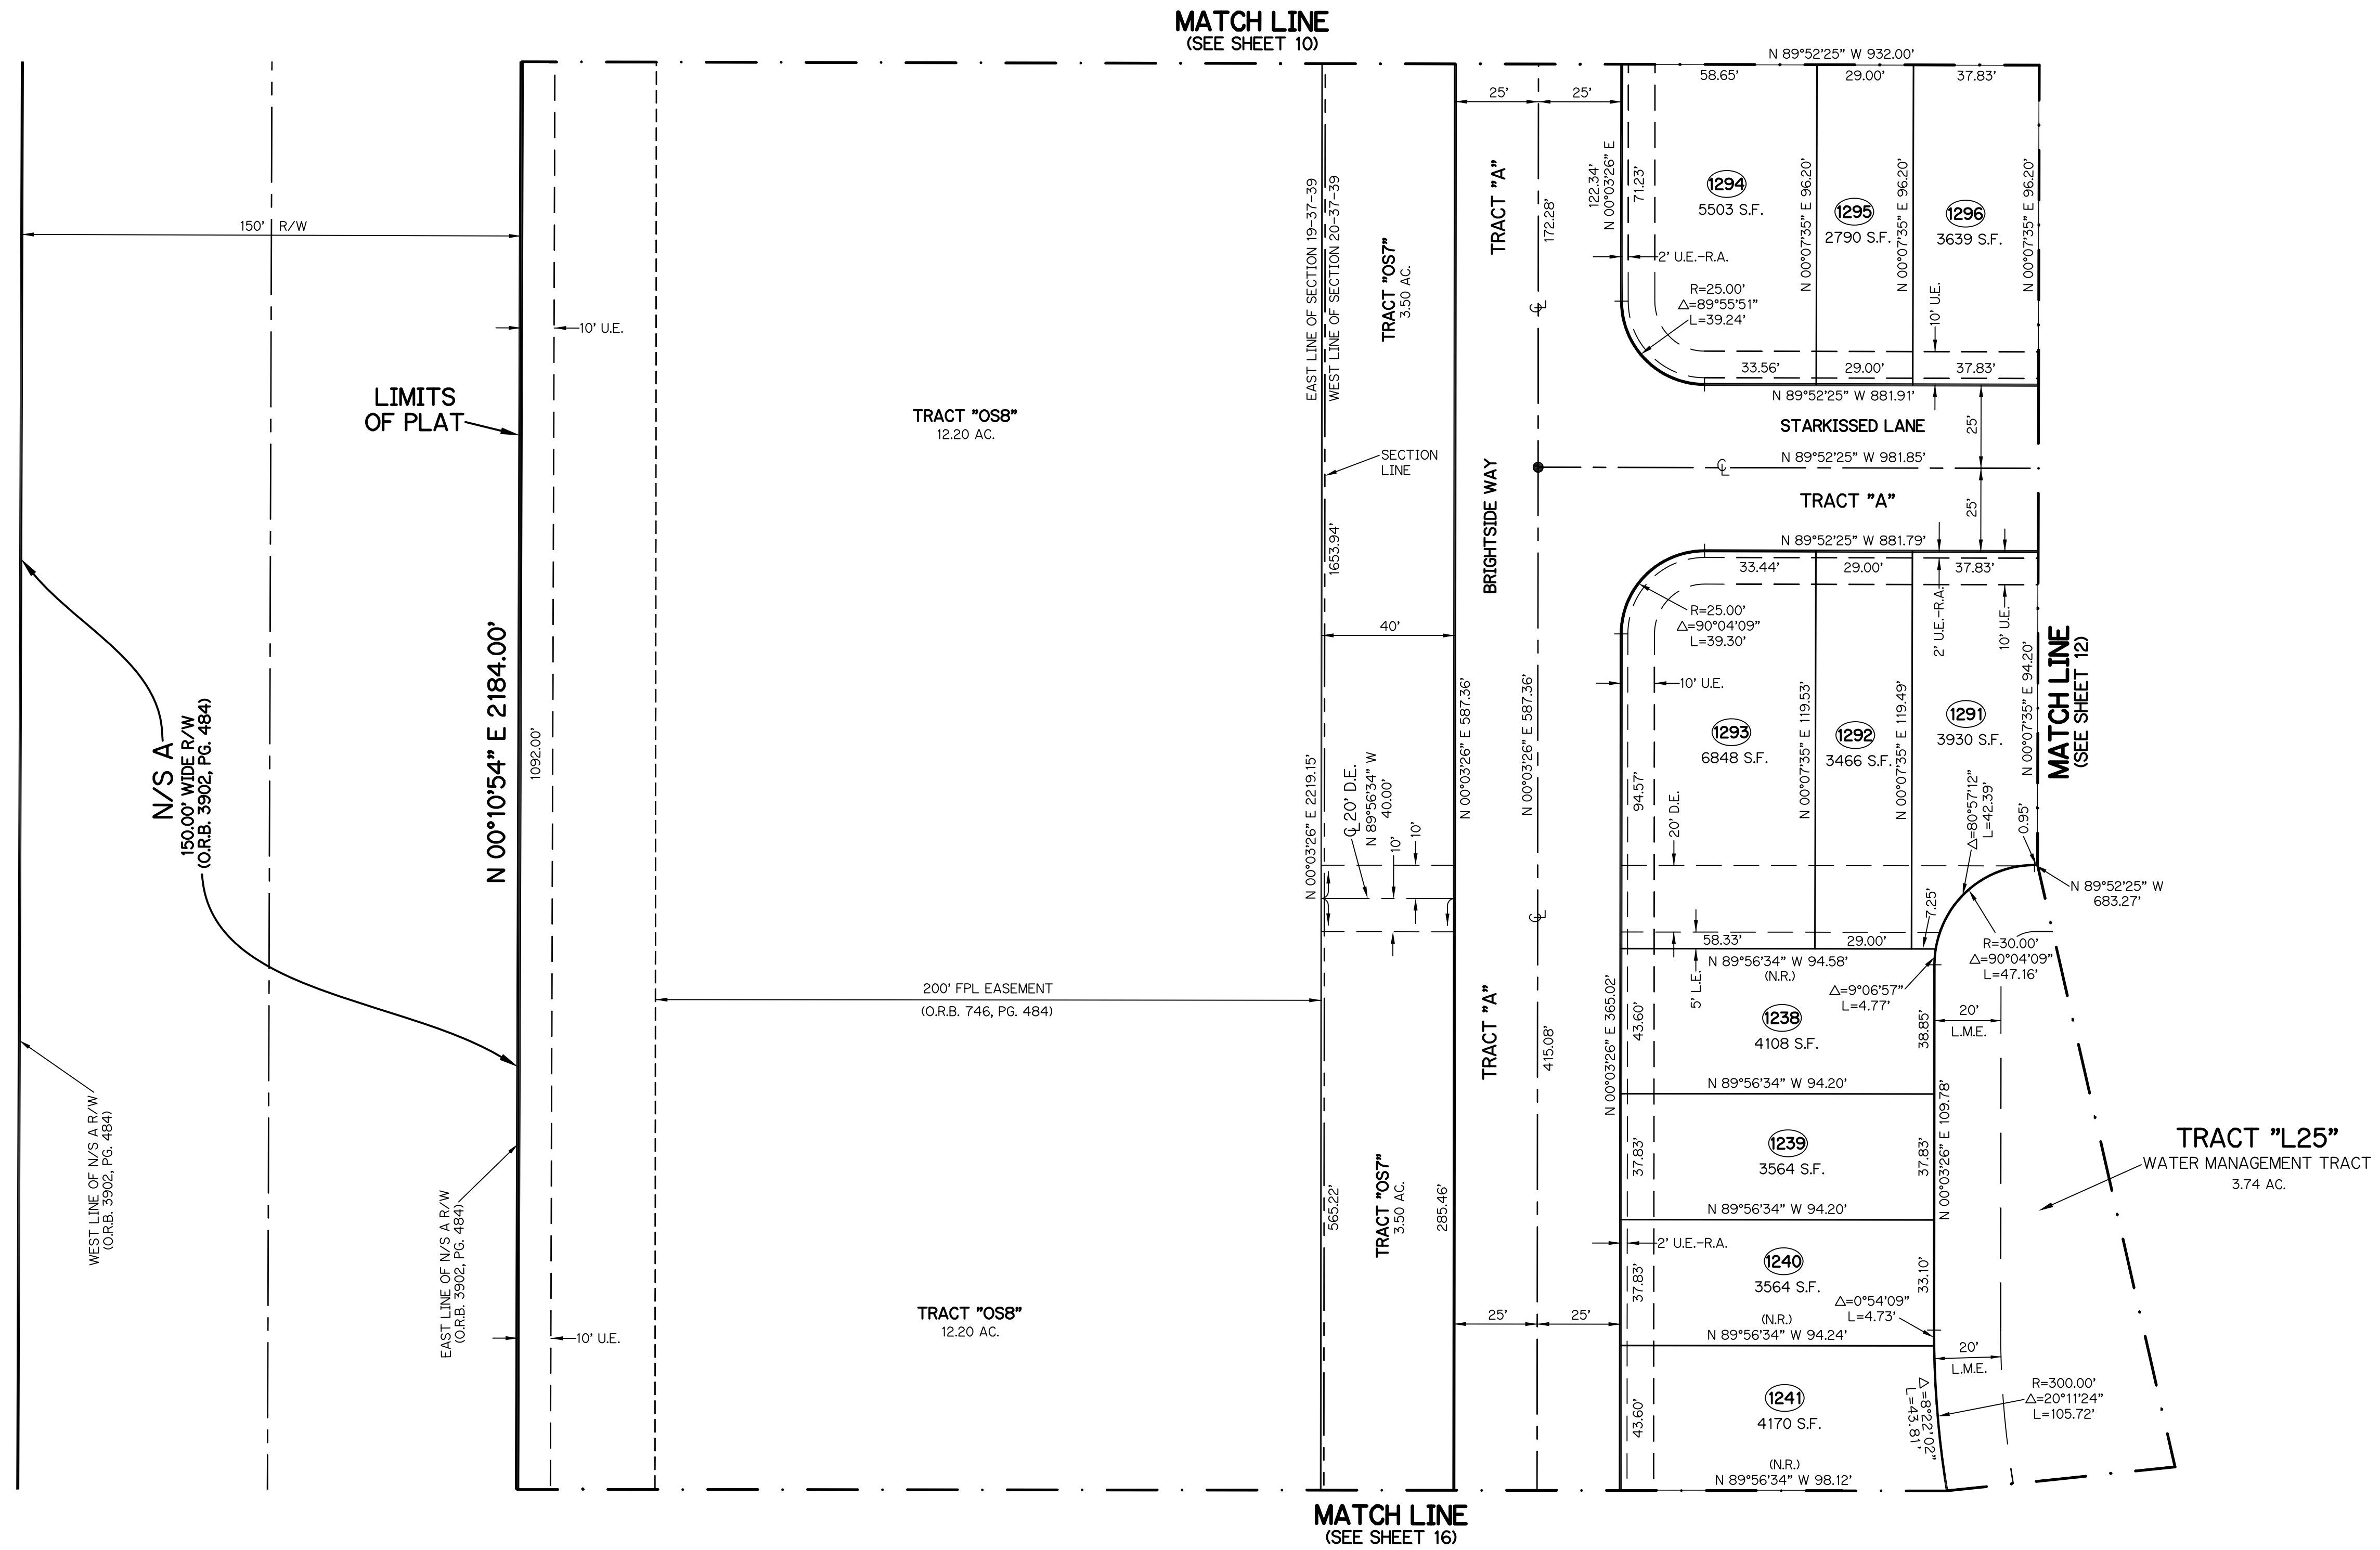 MATCH LINE
(SEE SHEET 10)
N 89°52'25" W 932.00'
58.65'
29.00'
37.83'
25'
25'
150' R/W
10' U.E.
LIMITS
OF PLAT
TRACT "OS8"
12.20 AC.
EAST LINE OF SECTION 19-37-39
WEST LINE OF SECTION 20-37-39
TRACT "OS7"
3.50 AC.
SECTION
LINE
1653.94'
40'
TRACT "A"
172.28'
℄
122.34'
N 00°03'26" E
71.23'
2' U.E.-R.A.
R=25.00'
△=89°55'51"
L=39.24'
1294
5503 S.F.
N 00°07'35" E 96.20'
1295
2790 S.F.
N 00°07'35" E 96.20'
1296
3639 S.F.
N 00°07'35" E 96.20'
10' U.E.
33.56'
29.00'
37.83'
N 89°52'25" W 881.91'
STARKISSED LANE
25'
N 89°52'25" W 981.85'
℄
TRACT "A"
25'
N 89°52'25" W 881.79'
BRIGHTSIDE WAY
33.44'
29.00'
37.83'
R=25.00'
△=90°04'09"
L=39.30'
2' U.E.-R.A.
10' U.E.
10' U.E.
1293
6848 S.F.
N 00°07'35" E 119.53'
1292
3466 S.F.
N 00°07'35" E 119.49'
1291
3930 S.F.
N 00°07'35" E 94.20'
MATCH LINE
(SEE SHEET 12)
94.57'
20' D.E.
△=80°57'12"
L=42.39'
0.95'
N 89°52'25" W
683.27'
7.25'
R=30.00'
△=90°04'09"
L=47.16'
58.33'
29.00'
N 89°56'34" W 94.58'
(N.R.)
5' L.E.
△=9°06'57"
L=4.77'
N/S A
150.00' WIDE R/W
(O.R.B. 3902, PG. 484)
N 00°10'54" E 2184.00'
1092.00'
N 00°03'26" E 2219.15'
℄ 20' D.E.
N 89°56'34" W
40.00'
10'
10'
N 00°03'26" E 587.36'
N 00°03'26" E 587.36'
℄
200' FPL EASEMENT
(O.R.B. 746, PG. 484)
TRACT "A"
415.08'
N 00°03'26" E 365.02'
43.60'
1238
4108 S.F.
38.85'
20'
L.M.E.
N 89°56'34" W 94.20'
37.83'
1239
3564 S.F.
37.83'
N 00°03'26" E 109.78'
N 89°56'34" W 94.20'
2' U.E.-R.A.
37.83'
1240
3564 S.F.
33.10'
△=0°54'09"
L=4.73'
(N.R.)
N 89°56'34" W 94.24'
20'
L.M.E.
43.60'
1241
4170 S.F.
△=8°22'02"
L=43.81'
R=300.00'
△=20°11'24"
L=105.72'
(N.R.)
N 89°56'34" W 98.12'
TRACT "L25"
WATER MANAGEMENT TRACT
3.74 AC.
WEST LINE OF N/S A R/W
(O.R.B. 3902, PG. 484)
EAST LINE OF N/S A R/W
(O.R.B. 3902, PG. 484)
10' U.E.
TRACT "OS8"
12.20 AC.
565.22'
TRACT "OS7"
3.50 AC.
285.46'
25'
25'
MATCH LINE
(SEE SHEET 16)